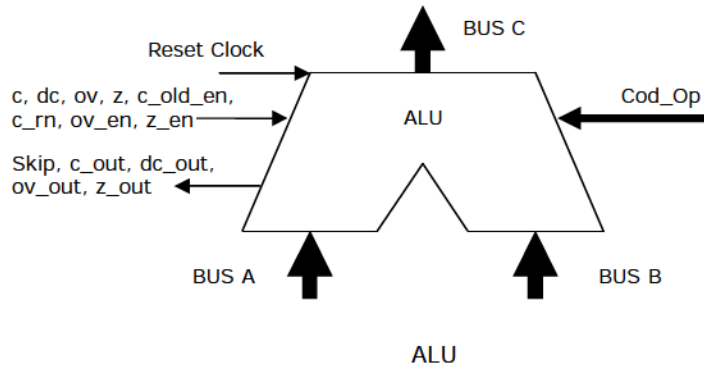 BUS C
Reset Clock
c, dc, ov, z, c_old_en,
c_rn, ov_en, z_en
Cod_Op
ALU
Skip, c_out, dc_out,
ov_out, z_out
BUS A
BUS B
ALU